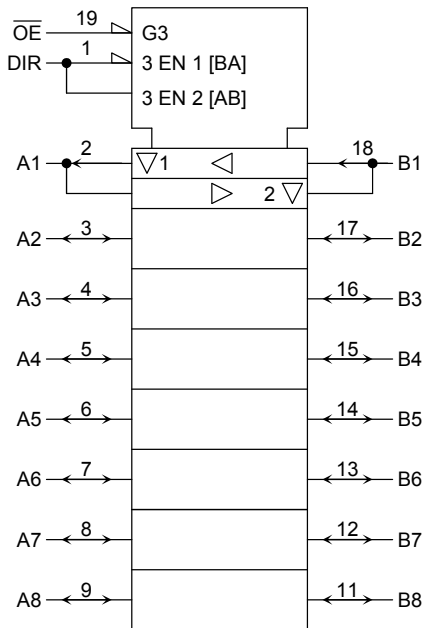 OE 19 G3
DIR 1 3 EN 1 [BA]
3 EN 2 [AB]
A1 2 1 18 B1
2
A2 3 17 B2
A3 4 16 B3
A4 5 15 B4
A5 6 14 B5
A6 7 13 B6
A7 8 12 B7
A8 9 11 B8